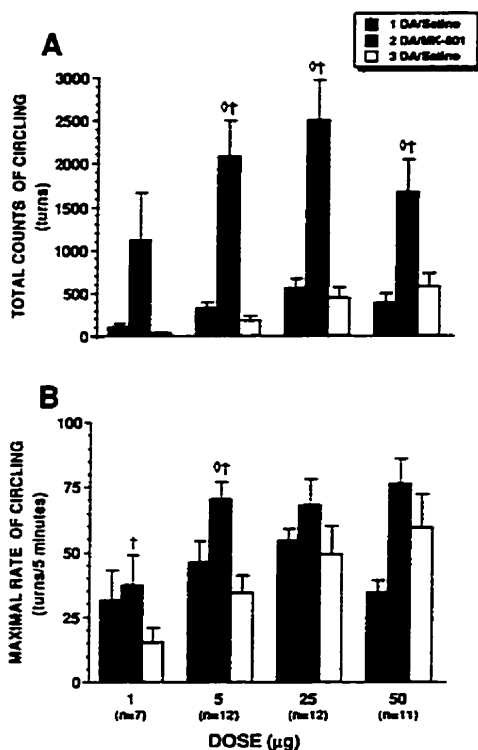 A
1 DA/Saline
2 DA/MK-801
3 DA/Saline
TOTAL COUNTS OF CIRCLING
(turns)
3000
2500
2000
1500
1000
500
0
◊†
◊†
◊†
B
MAXIMAL RATE OF CIRCLING
(turns/5 minutes)
100
75
50
25
0
†
◊†
1 5 25 50
(n=7) (n=12) (n=12) (n=11)
DOSE (µg)